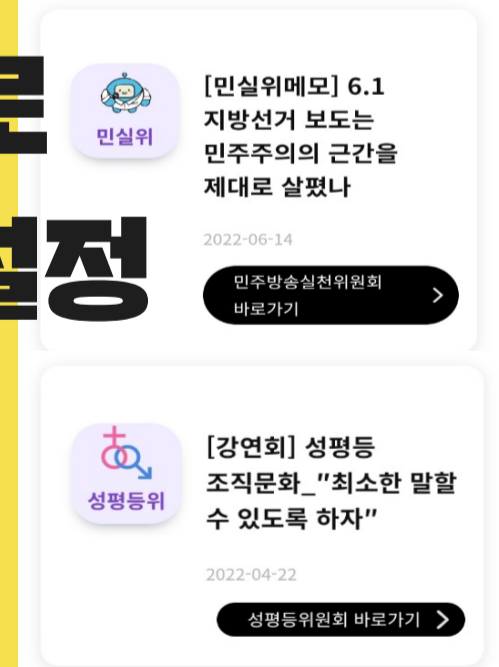 문
설정
민실위
[민실위메모] 6.1
지방선거 보도는
민주주의의 근간을
제대로 살폈나
2022-06-14
민주방송실천위원회
바로가기
성평등위
[강연회] 성평등
조직문화_"최소한 말할
수 있도록 하자"
2022-04-22
성평등위원회 바로가기